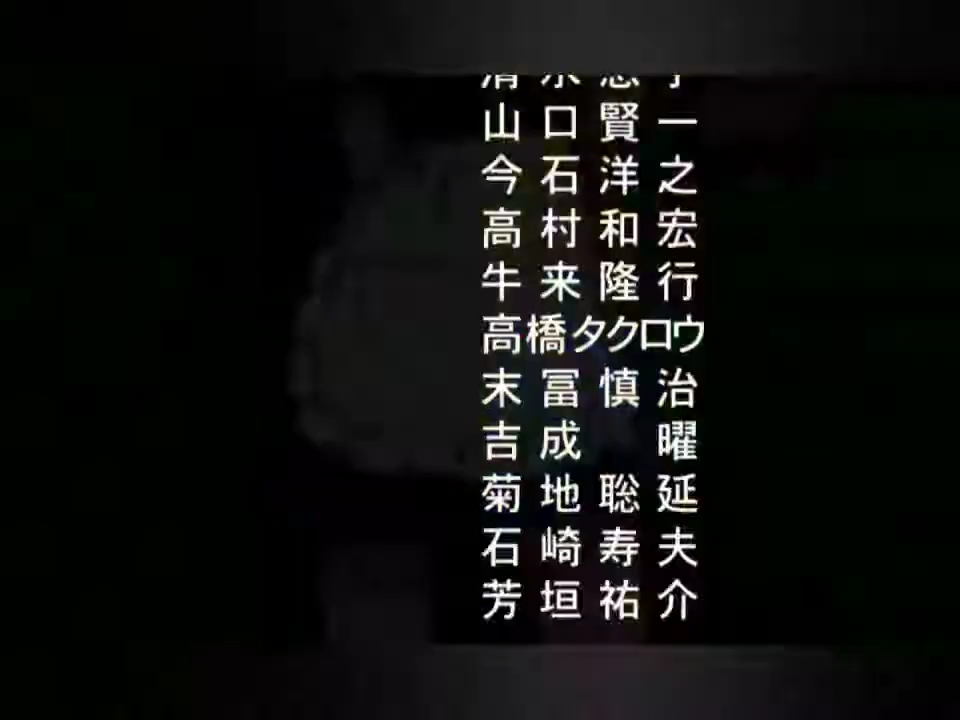 山口賢一
今石洋之
高村和宏
牛来隆行
高橋タクロウ
末冨慎治
吉成 曜
菊地聡延
石崎寿夫
芳垣祐介